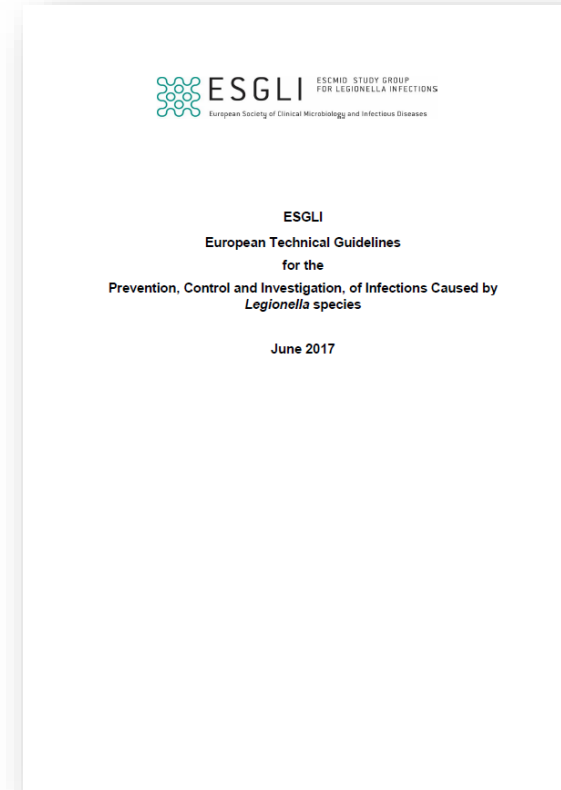 ESGLI
ESCMID STUDY GROUP
FOR LEGIONELLA INFECTIONS
European Society of Clinical Microbiology and Infectious Diseases
ESGLI
European Technical Guidelines
for the
Prevention, Control and Investigation, of Infections Caused by
Legionella species
June 2017